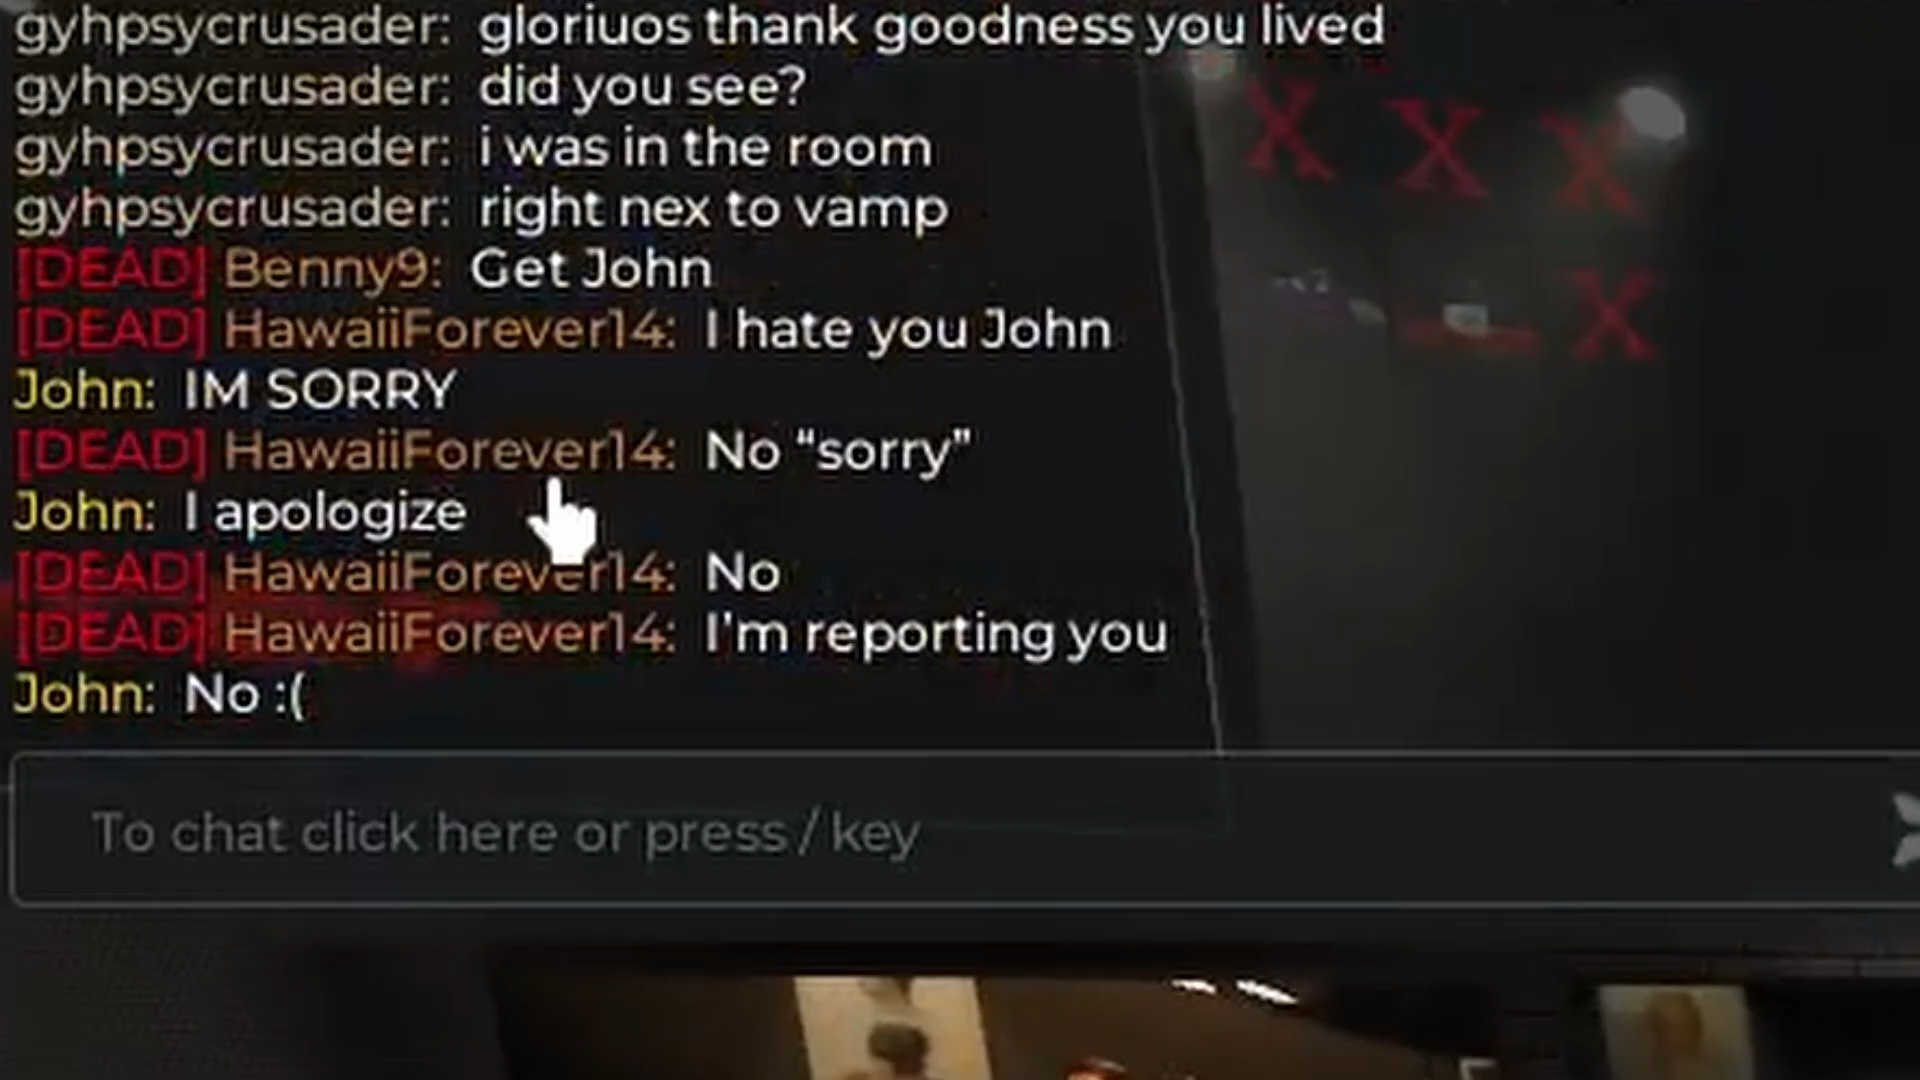 gyhpsycrusader: gloriuos thank goodness you lived
gyhpsycrusader: did you see?
gyhpsycrusader: i was in the room
gyhpsycrusader: right nex to vamp
[DEAD] Benny9: Get John
[DEAD] HawaiiForever14: I hate you John
John: IM SORRY
[DEAD] HawaiiForever14: No “sorry”
John: I apologize
[DEAD] HawaiiForever14: No
[DEAD] HawaiiForever14: I'm reporting you
John: No :(
To chat click here or press / key
X X X
X